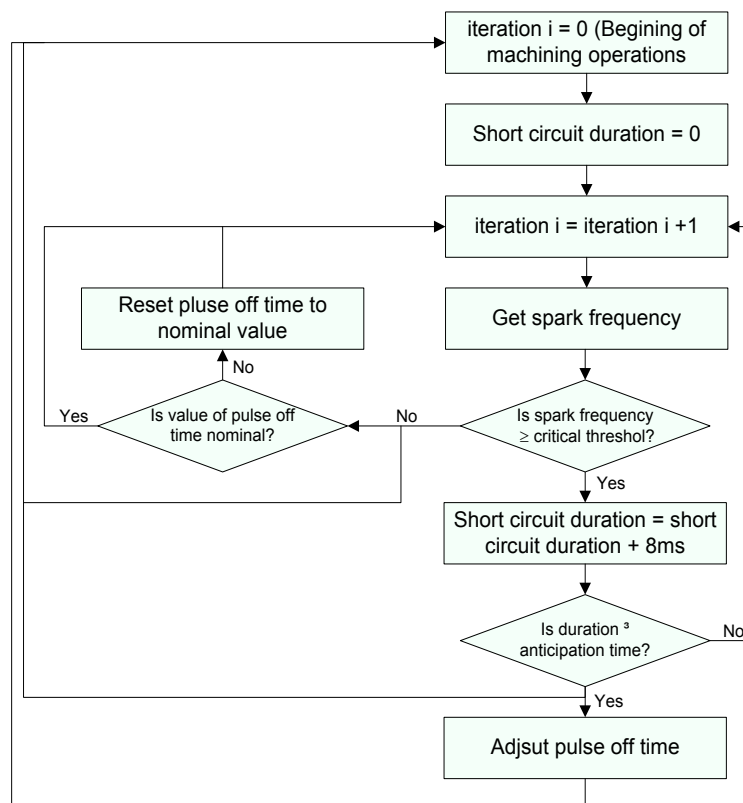 iteration i = 0 (Begining of
machining operations
Short circuit duration = 0
iteration i = iteration i +1
Reset pluse off time to
nominal value
Get spark frequency
No
Is value of pulse off
time nominal?
Yes
No
Is spark frequency
≥ critical threshol?
Yes
Short circuit duration = short
circuit duration + 8ms
Is duration ³
anticipation time?
No
Yes
Adjsut pulse off time